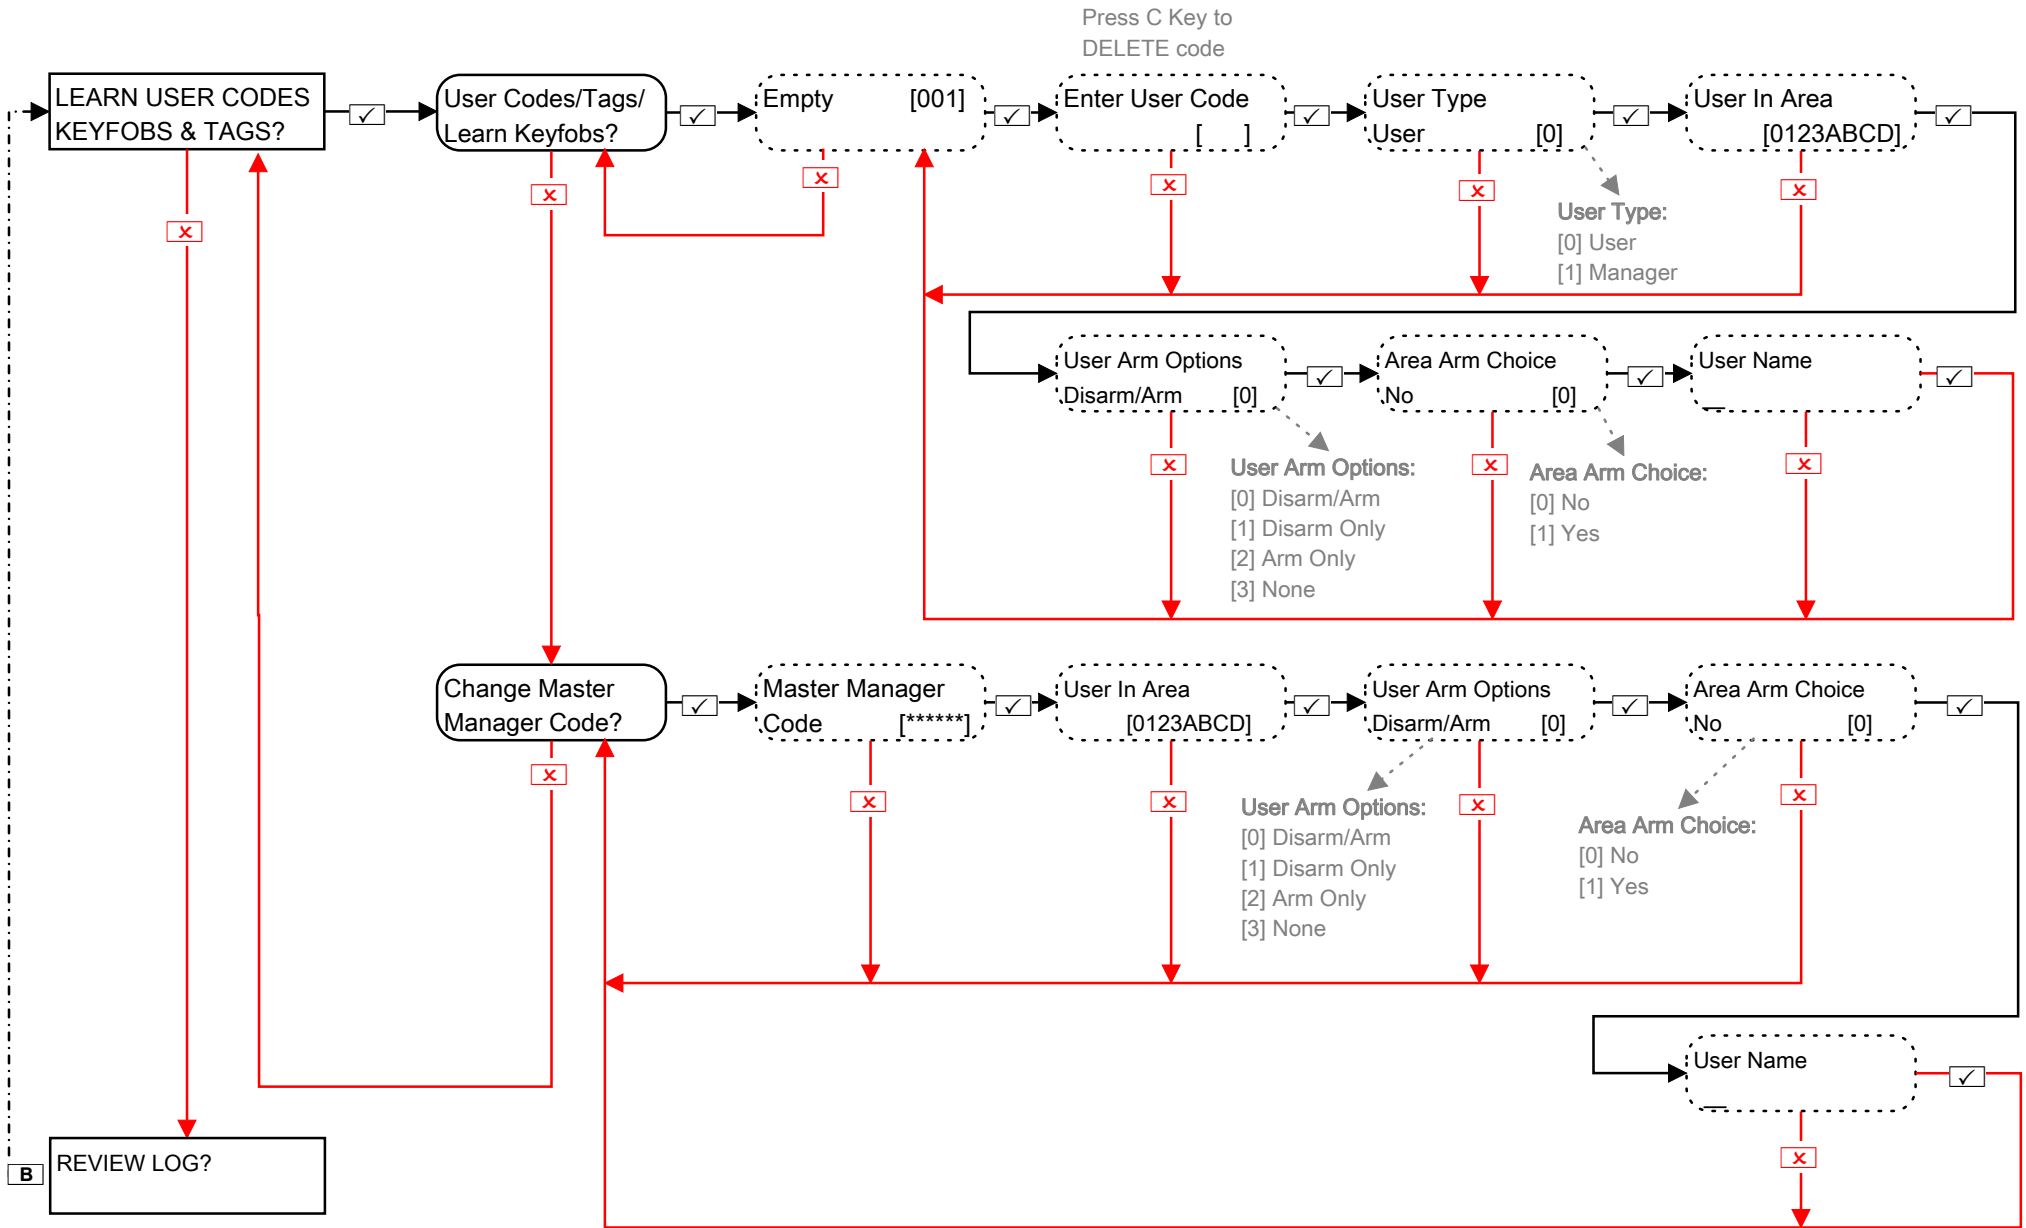 Press C Key to
DELETE code
LEARN USER CODES
KEYFOBS & TAGS?
User Codes/Tags/
Learn Keyfobs?
Empty [001]
Enter User Code
[ ]
User Type
User [0]
User In Area
[0123ABCD]
User Type:
[0] User
[1] Manager
User Arm Options
Disarm/Arm [0]
Area Arm Choice
No [0]
User Name
__
User Arm Options:
[0] Disarm/Arm
[1] Disarm Only
[2] Arm Only
[3] None
Area Arm Choice:
[0] No
[1] Yes
Change Master
Manager Code?
Master Manager
Code [******]
User In Area
[0123ABCD]
User Arm Options
Disarm/Arm [0]
Area Arm Choice
No [0]
User Arm Options:
[0] Disarm/Arm
[1] Disarm Only
[2] Arm Only
[3] None
Area Arm Choice:
[0] No
[1] Yes
User Name
__
REVIEW LOG?
B